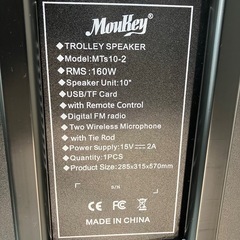 MouKey
◆ TROLLEY SPEAKER
◆ Model:MTs10-2
◆ RMS:160W
◆ Speaker Unit:10"
◆ USB/TF Card
◆ with Remote Control
◆ Digital FM radio
◆ Two Wireless Microphone
◆ with Tie Rod
◆ Power Supply:15V⎓2A
◆ Quantity:1PCS
◆ Product Size:285x315x570mm
S/N
CE FC
MADE IN CHINA